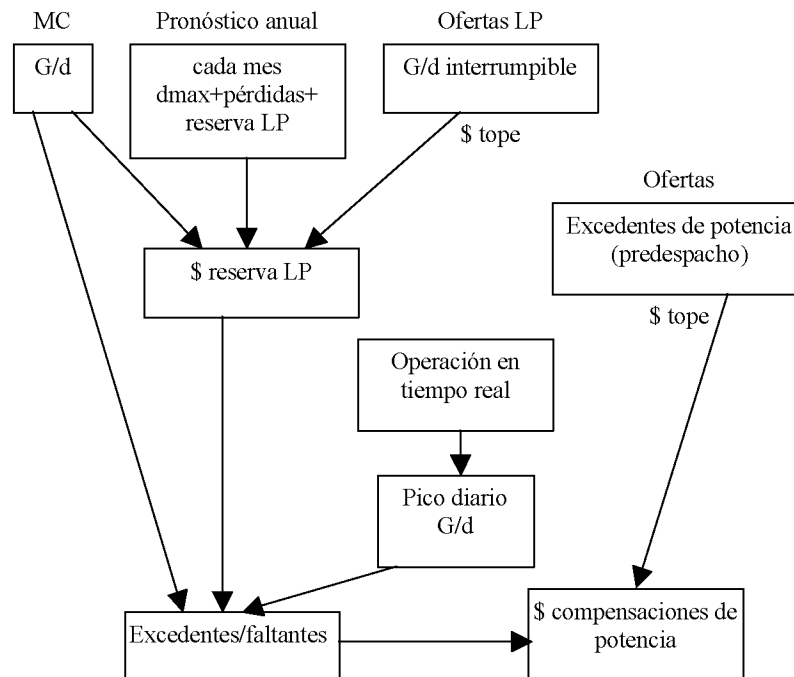 MC
Pronóstico anual
Ofertas LP
G/d
cada mes
dmax+pérdidas+
reserva LP
G/d interrumpible
$ tope
Ofertas
Excedentes de potencia
(predespacho)
$ reserva LP
$ tope
Operación en
tiempo real
Pico diario
G/d
Excedentes/faltantes
$ compensaciones de
potencia